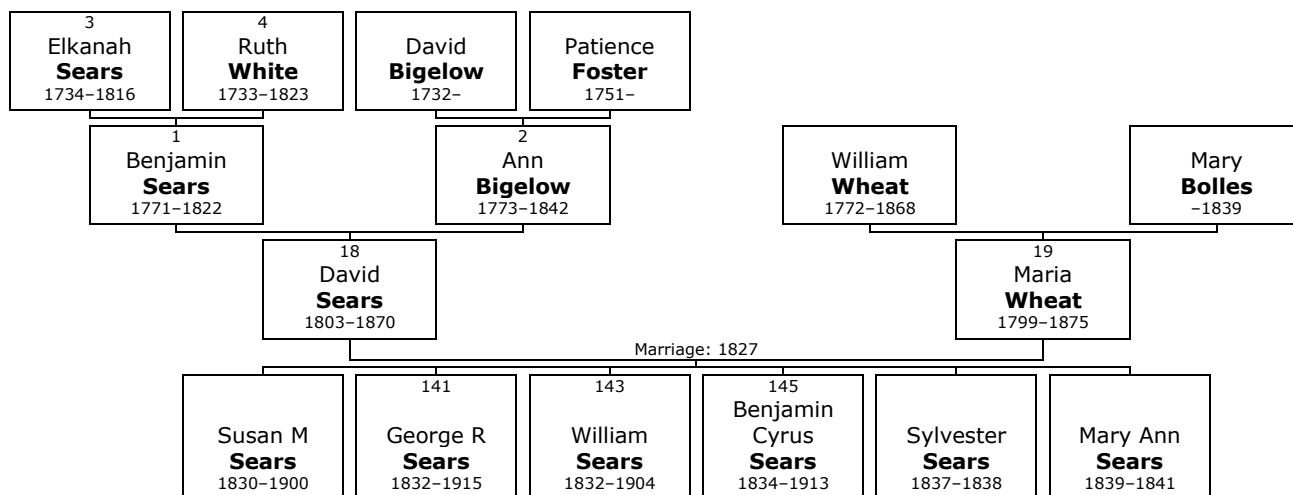 3
Elkanah
Sears
1734–1816
4
Ruth
White
1733–1823
David
Bigelow
1732–
Patience
Foster
1751–
1
Benjamin
Sears
1771–1822
2
Ann
Bigelow
1773–1842
William
Wheat
1772–1868
Mary
Bolles
–1839
18
David
Sears
1803–1870
19
Maria
Wheat
1799–1875
Marriage: 1827
Susan M
Sears
1830–1900
141
George R
Sears
1832–1915
143
William
Sears
1832–1904
145
Benjamin
Cyrus
Sears
1834–1913
Sylvester
Sears
1837–1838
Mary Ann
Sears
1839–1841